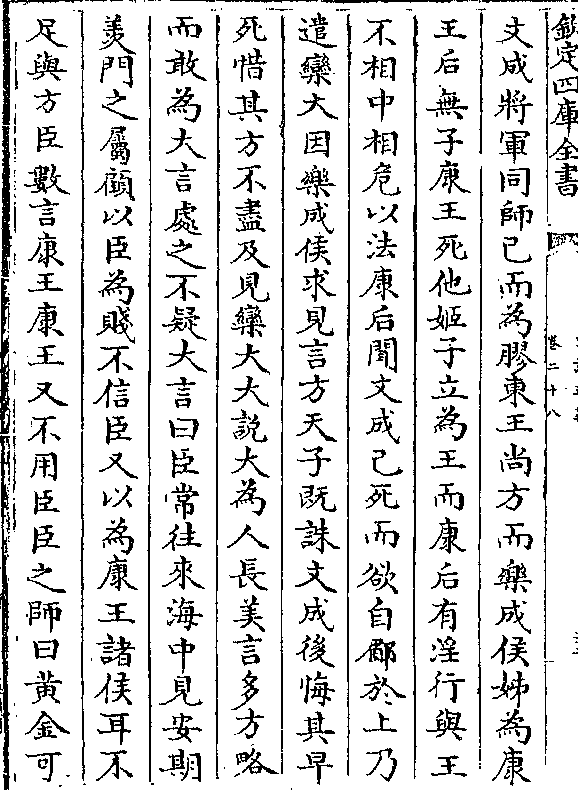 欽定四庫全書
卷二十八
文成將軍同師已而為膠東王尚方而樂成侯姊為康
王后無子康王死他姬子立為王而康后有淫行與王
不相中相危以法康后聞文成已死而欲自郿於上乃
遣欒大因樂成侯求見言方天子既誅文成後悔其早
死惜其方不盡及見欒大大說大為人長美言多方略
而敢為大言處之不疑大言曰臣常往來海中見安期
羡門之屬顧以臣為賤不信臣又以為康王諸侯耳不
足與方臣數言康王康王又不用臣臣之師曰黃金可